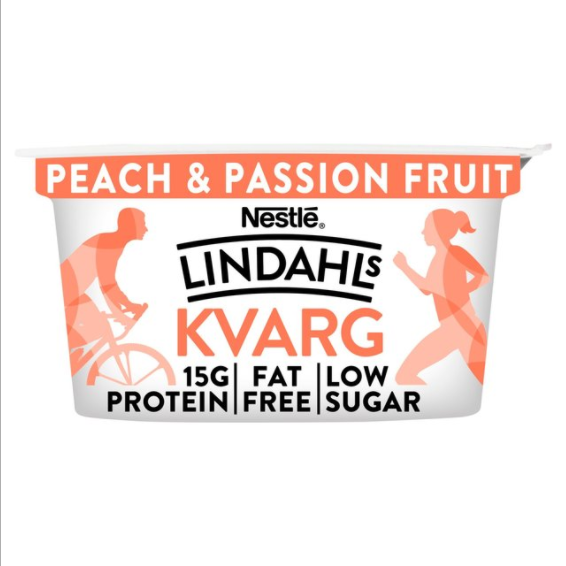 PEACH & PASSION FRUIT
Nestlé®
LINDAHLS
KVARG
15G PROTEIN
FAT FREE
LOW SUGAR